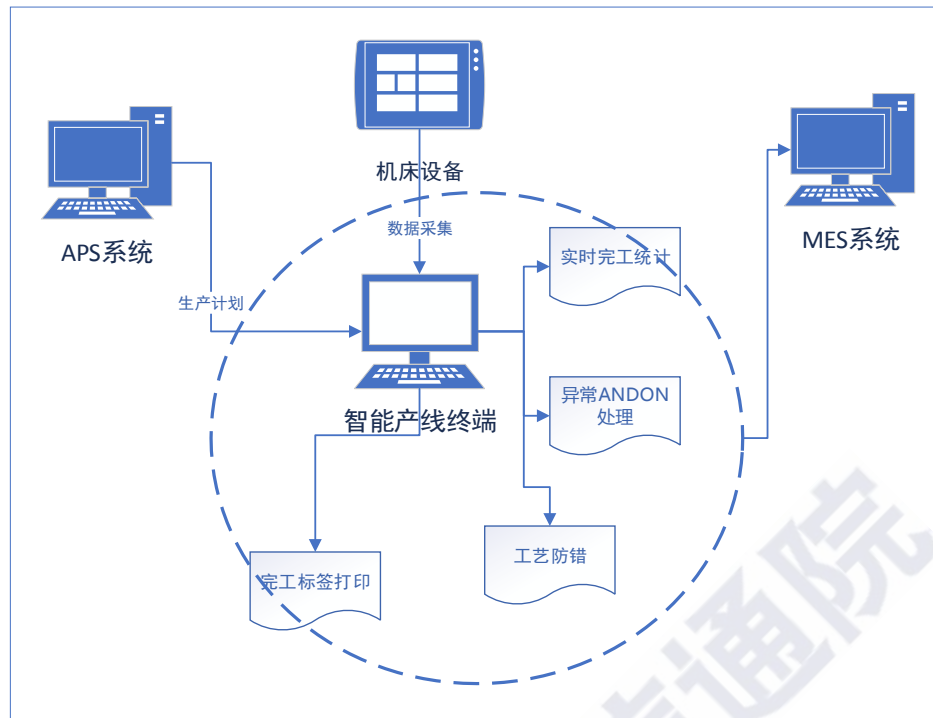 机床设备
APS系统
MES系统
数据采集
实时完工统计
生产计划
智能产线终端
异常ANDON
处理
完工标签打印
工艺防错
通院